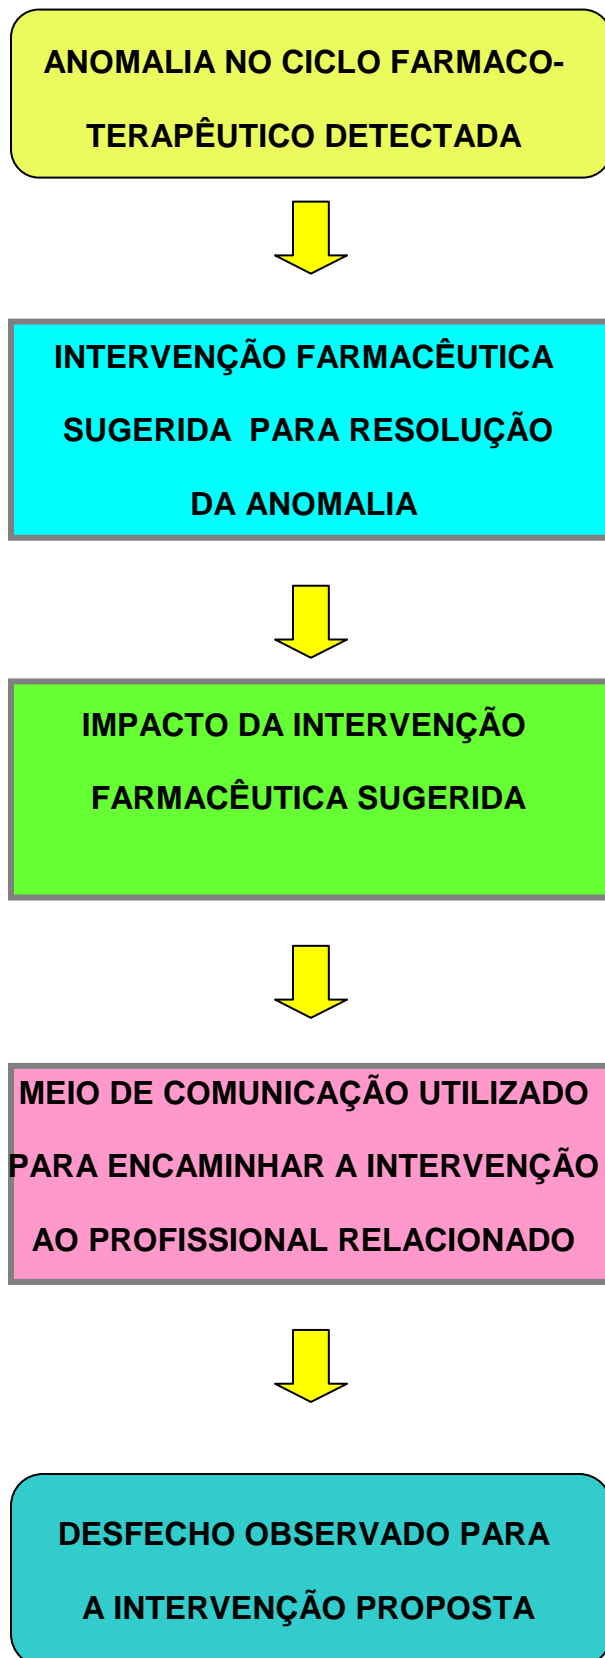 ANOMALIA NO CICLO FARMACO-
TERAPÊUTICO DETECTADA
INTERVENÇÃO FARMACÊUTICA
SUGERIDA PARA RESOLUÇÃO
DA ANOMALIA
IMPACTO DA INTERVENÇÃO
FARMACÊUTICA SUGERIDA
MEIO DE COMUNICAÇÃO UTILIZADO
PARA ENCAMINHAR A INTERVENÇÃO
AO PROFISSIONAL RELACIONADO
DESFECHO OBSERVADO PARA
A INTERVENÇÃO PROPOSTA